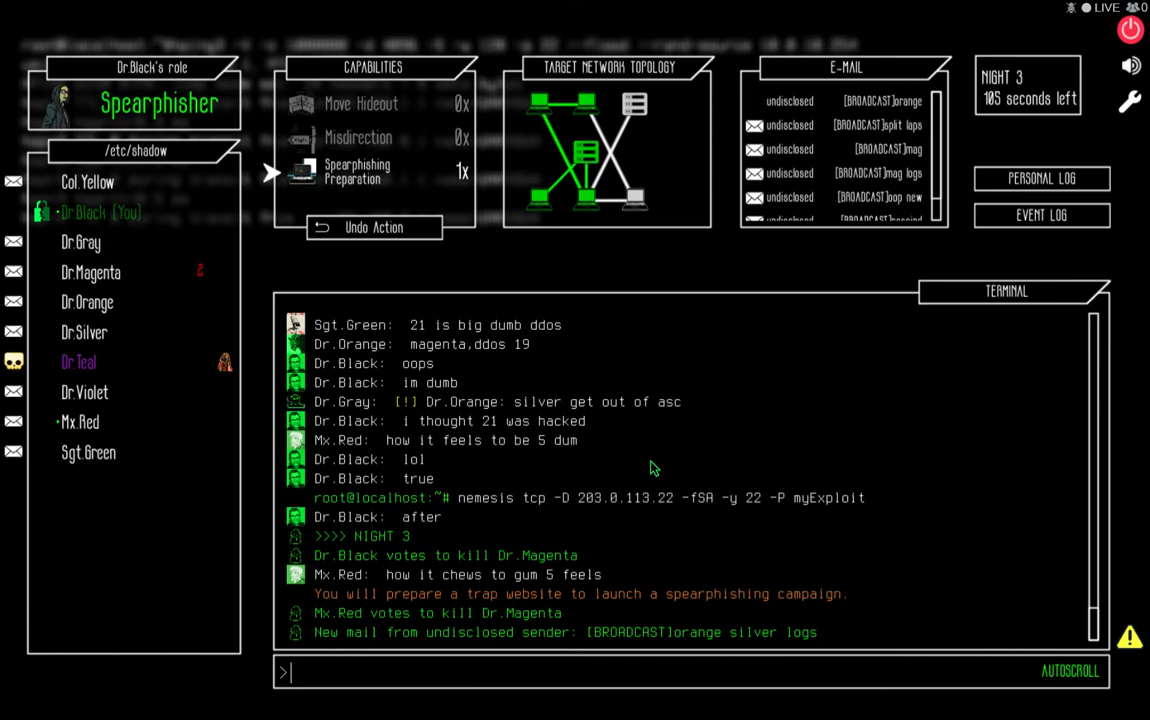 LIVE 0
Dr.Black's role
Spearphisher
/etc/shadow
Col.Yellow
Dr.Black (You)
Dr.Gray
Dr.Magenta 2
Dr.Orange
Dr.Silver
Dr.Teal
Dr.Violet
Mx.Red
Sgt.Green
CAPABILITIES
Move Hideout 0x
Misdirection 0x
Spearphishing
Preparation 1x
Undo Action
TARGET NETWORK TOPOLOGY
E-MAIL
undisclosed [BROADCAST]orange
undisclosed [BROADCAST]split laps
undisclosed [BROADCAST]mag
undisclosed [BROADCAST]mag logs
undisclosed [BROADCAST]oop new
NIGHT 3
105 seconds left
PERSONAL LOG
EVENT LOG
TERMINAL
Sgt.Green: 21 is big dumb ddos
Dr.Orange: magenta,ddos 19
Dr.Black: oops
Dr.Black: im dumb
Dr.Gray: [!] Dr.Orange: silver get out of asc
Dr.Black: i thought 21 was hacked
Mx.Red: how it feels to be 5 dum
Dr.Black: lol
Dr.Black: true
root@localhost:~# nemesis tcp -D 203.0.113.22 -fSA -y 22 -P myExploit
Dr.Black: after
>>>> NIGHT 3
Dr.Black votes to kill Dr.Magenta
Mx.Red: how it chews to gum 5 feels
You will prepare a trap website to launch a spearphishing campaign.
Mx.Red votes to kill Dr.Magenta
New mail from undisclosed sender: [BROADCAST]orange silver logs
>
AUTOSCROLL